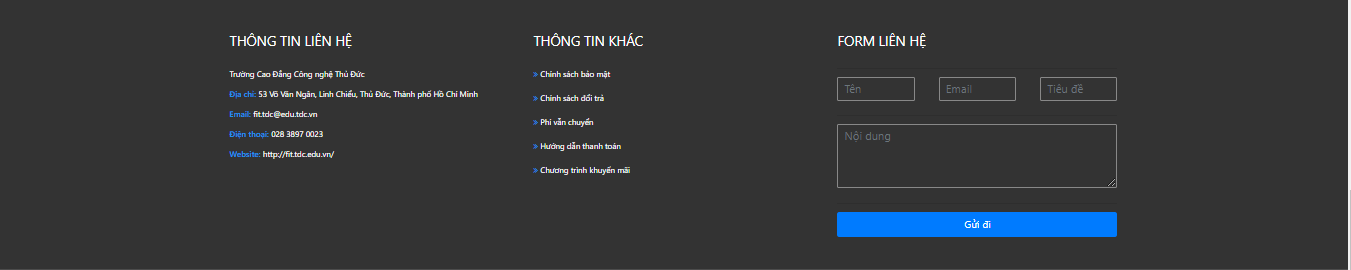 THÔNG TIN LIÊN HỆ
Trường Cao Đẳng Công nghệ Thủ Đức
Địa chỉ: 53 Võ Văn Ngân, Linh Chiểu, Thủ Đức, Thành phố Hồ Chí Minh
Email: fit.tdc@edu.tdc.vn
Điện thoại: 028 3897 0023
Website: http://fit.tdc.edu.vn/
THÔNG TIN KHÁC
» Chính sách bảo mật
» Chính sách đổi trả
» Phí vẫn chuyển
» Hướng dẫn thanh toán
» Chương trình khuyến mãi
FORM LIÊN HỆ
Tên
Email
Tiêu đề
Nội dung
Gửi đi